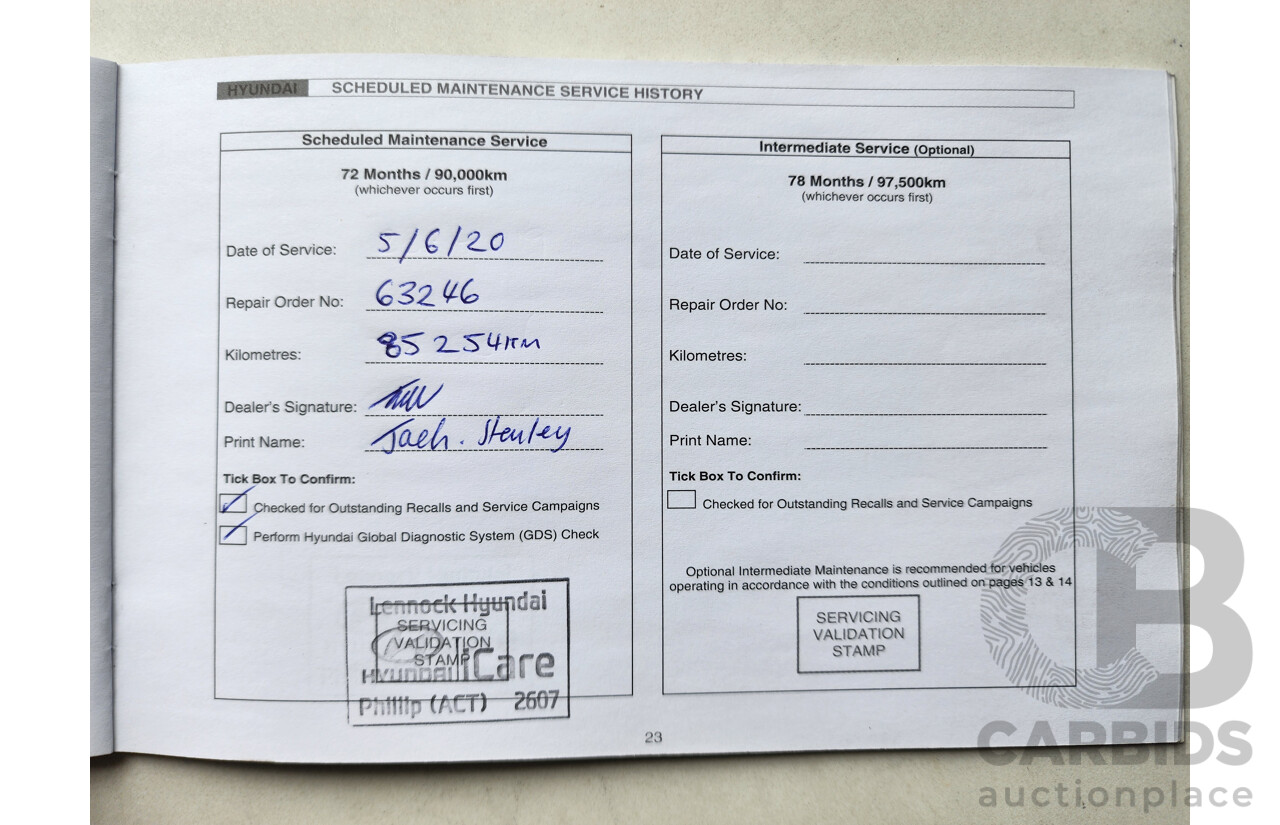 HYUNDAI SCHEDULED MAINTENANCE SERVICE HISTORY
Scheduled Maintenance Service
72 Months / 90,000km
(whichever occurs first)
Date of Service: 5/6/20
Repair Order No: 63246
Kilometres: 85254KM
Dealer's Signature:
Print Name: Stenley
Tick Box To Confirm:
Checked for Outstanding Recalls and Service Campaigns
Perform Hyundai Global Diagnostic System (GDS) Check
Lennock Hyundai
SERVICING
VALIDATION
STAMP
HYUNDAI iCare
Phillip (ACT) 2607
Intermediate Service (Optional)
78 Months / 97,500km
(whichever occurs first)
Date of Service:
Repair Order No:
Kilometres:
Dealer's Signature:
Print Name:
Tick Box To Confirm:
Checked for Outstanding Recalls and Service Campaigns
Optional Intermediate Maintenance is recommended for vehicles
operating in accordance with the conditions outlined on pages 13 & 14
SERVICING
VALIDATION
STAMP
23
CB
CARBIDS
auctionplace